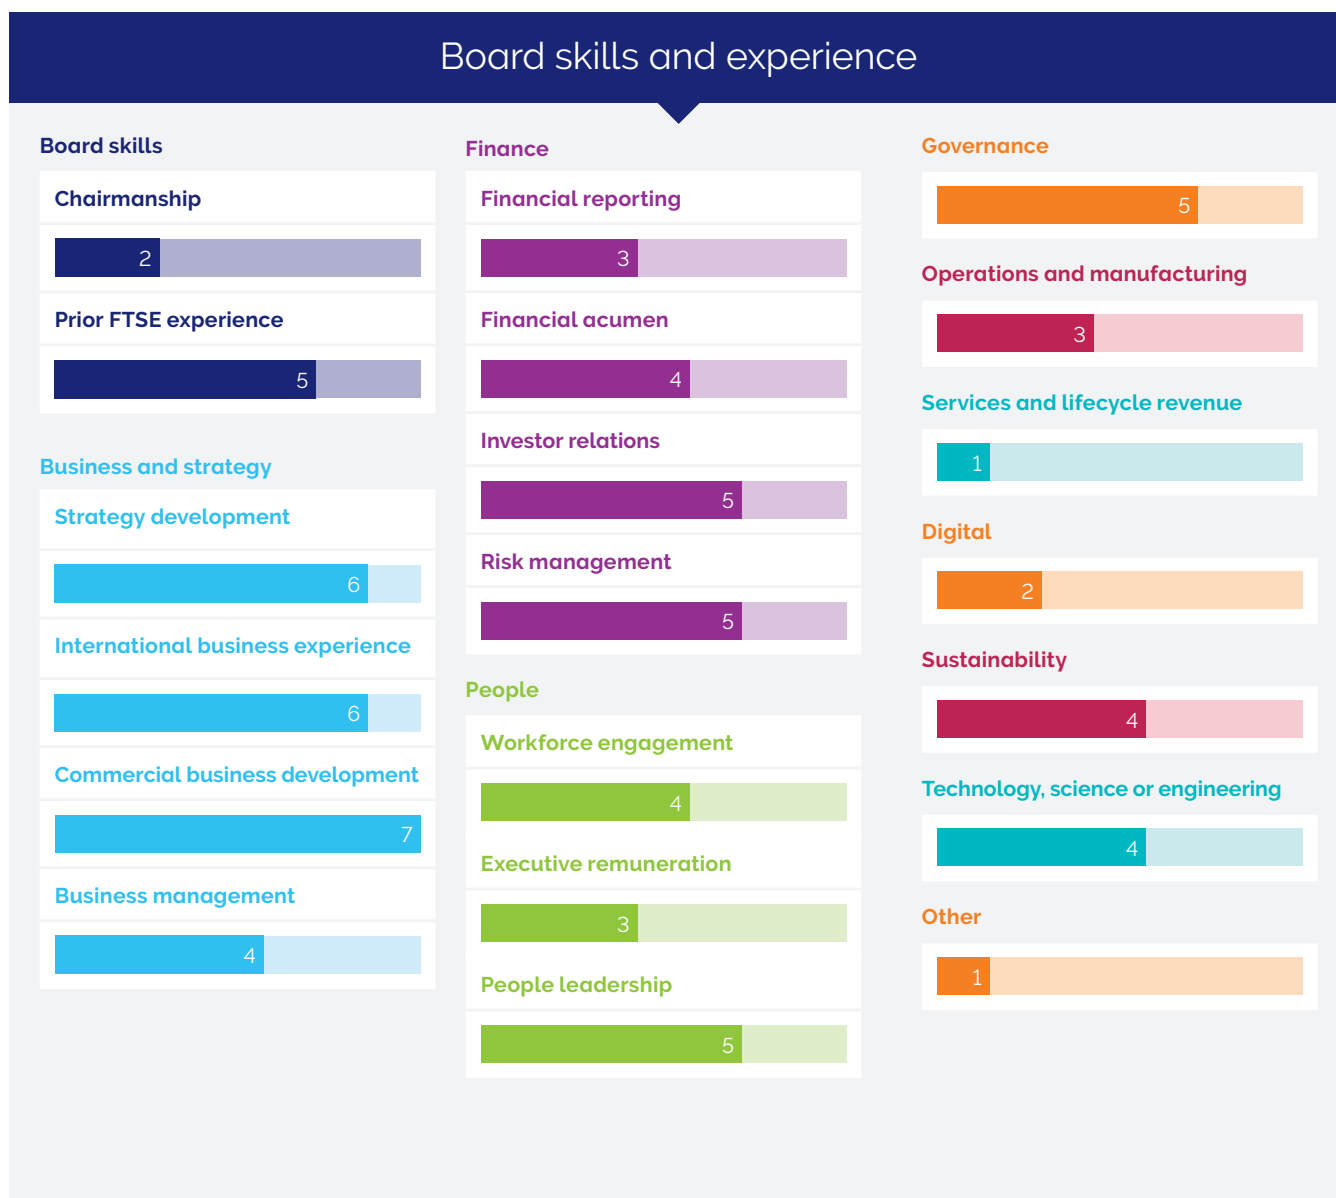 Board skills and experience
Board skills
Chairmanship
2
Prior FTSE experience
5
Business and strategy
Strategy development
6
International business experience
6
Commercial business development
7
Business management
4
Finance
Financial reporting
3
Financial acumen
4
Investor relations
5
Risk management
5
People
Workforce engagement
4
Executive remuneration
3
People leadership
5
Governance
5
Operations and manufacturing
3
Services and lifecycle revenue
1
Digital
2
Sustainability
4
Technology, science or engineering
4
Other
1